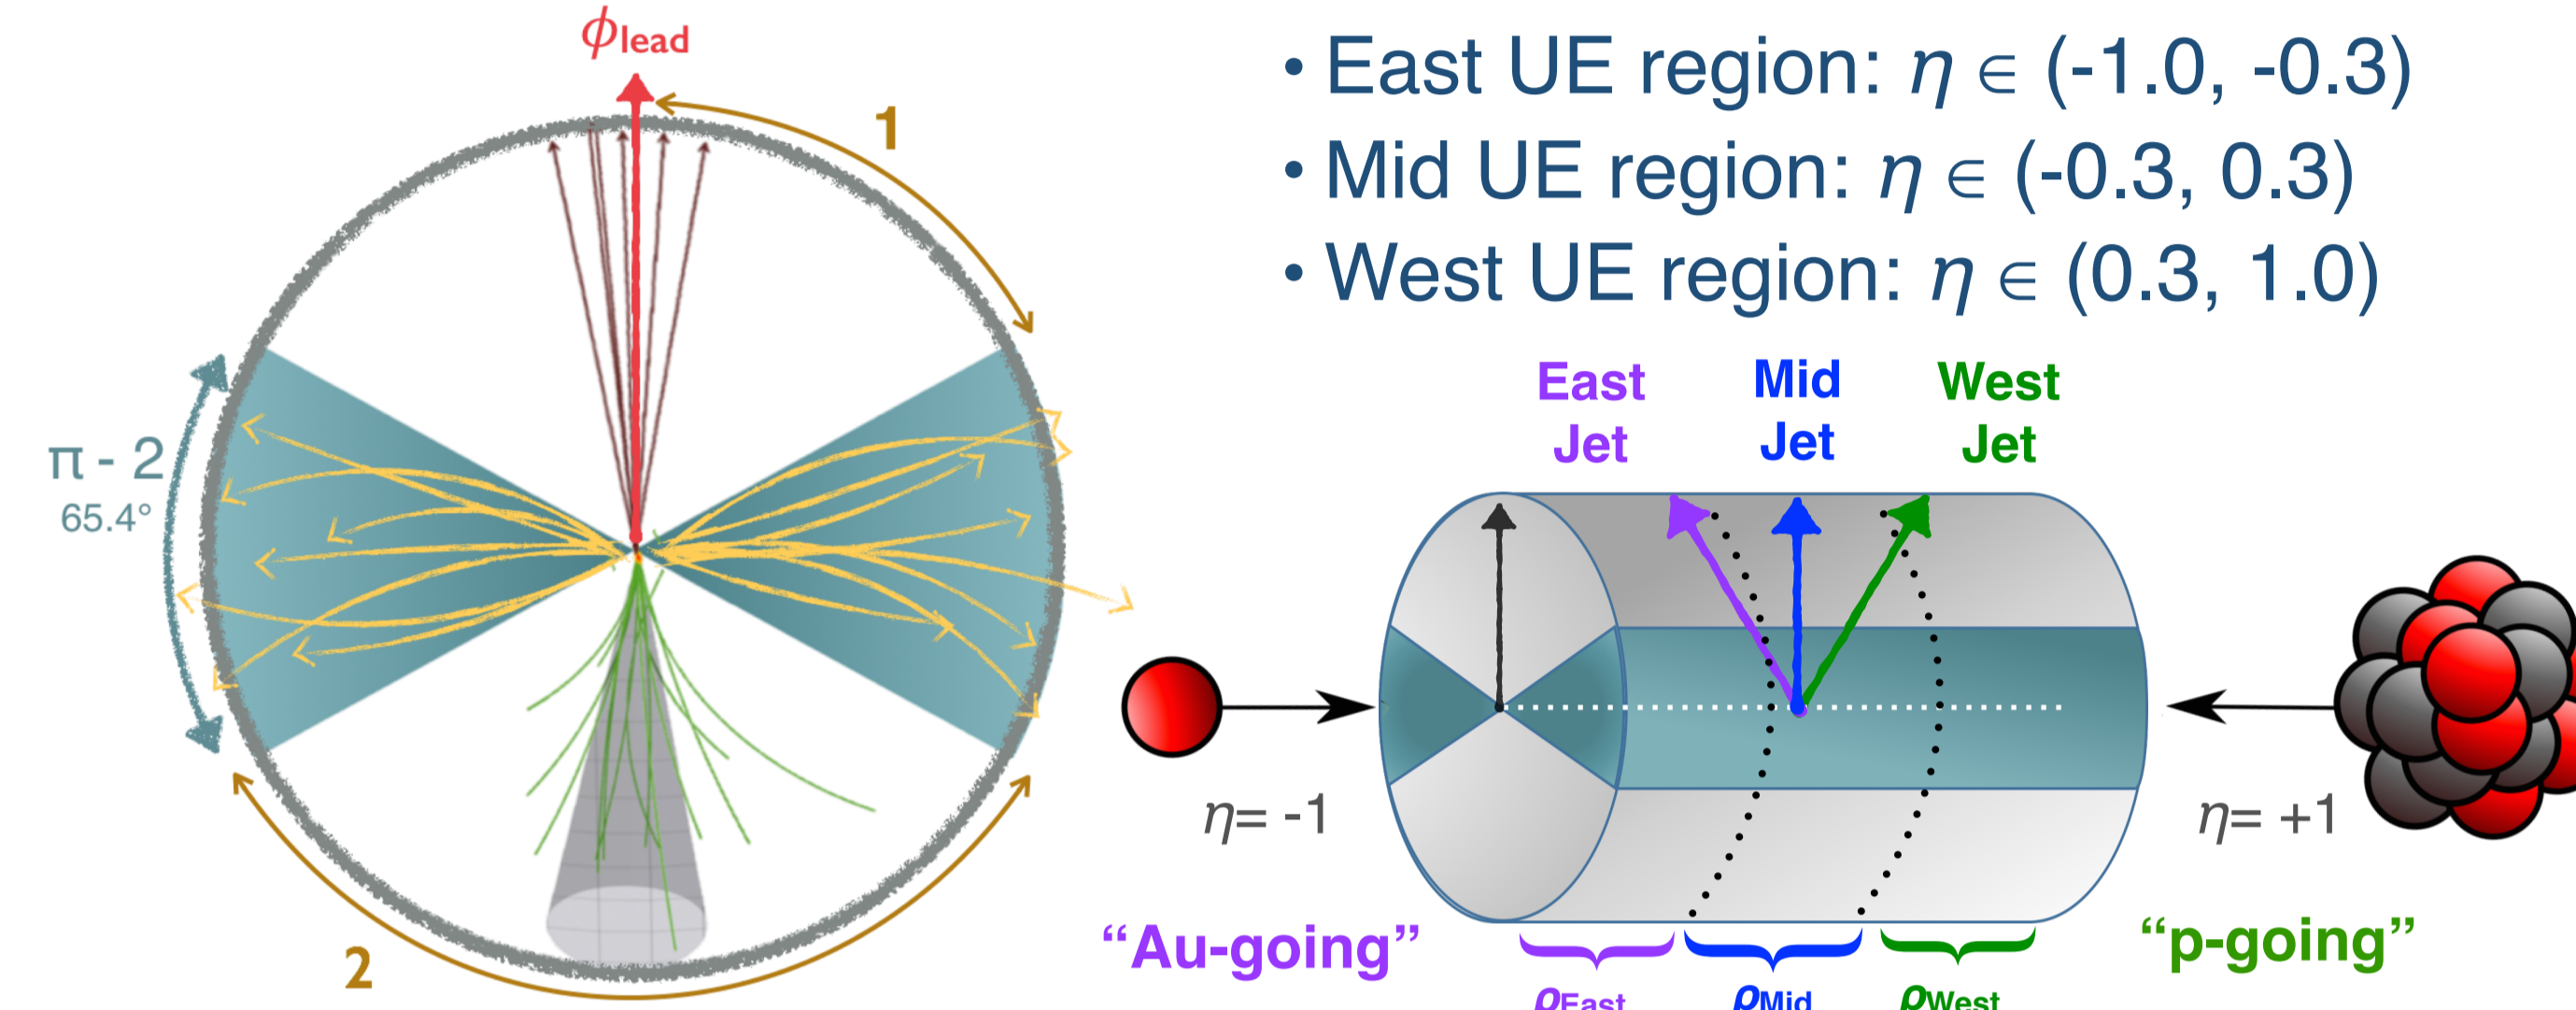 ϕlead
1
π - 2
65.4°
2
• East UE region: η ∈ (-1.0, -0.3)
• Mid UE region: η ∈ (-0.3, 0.3)
• West UE region: η ∈ (0.3, 1.0)
East Jet
Mid Jet
West Jet
η= -1
η= +1
“Au-going”
“p-going”
ρEast
ρMid
ρWest